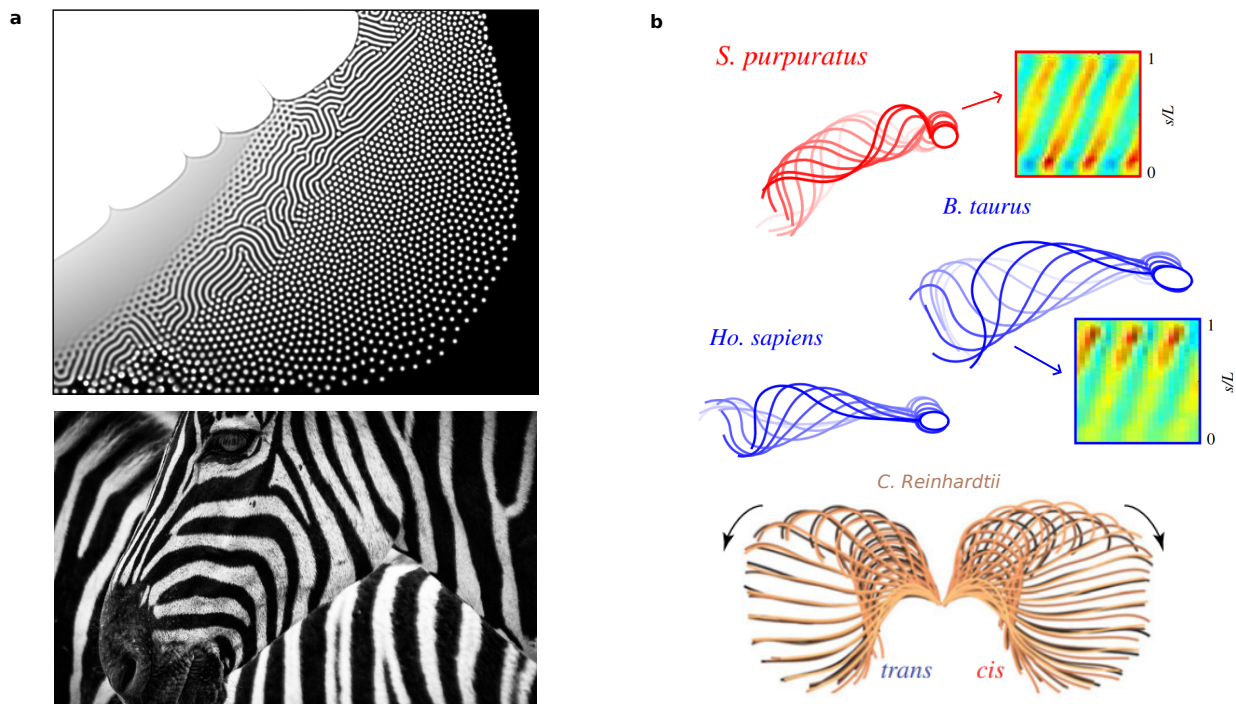 a
b
S. purpuratus
1
s/L
0
B. taurus
Ho. sapiens
1
s/L
0
C. Reinhardtii
trans
cis